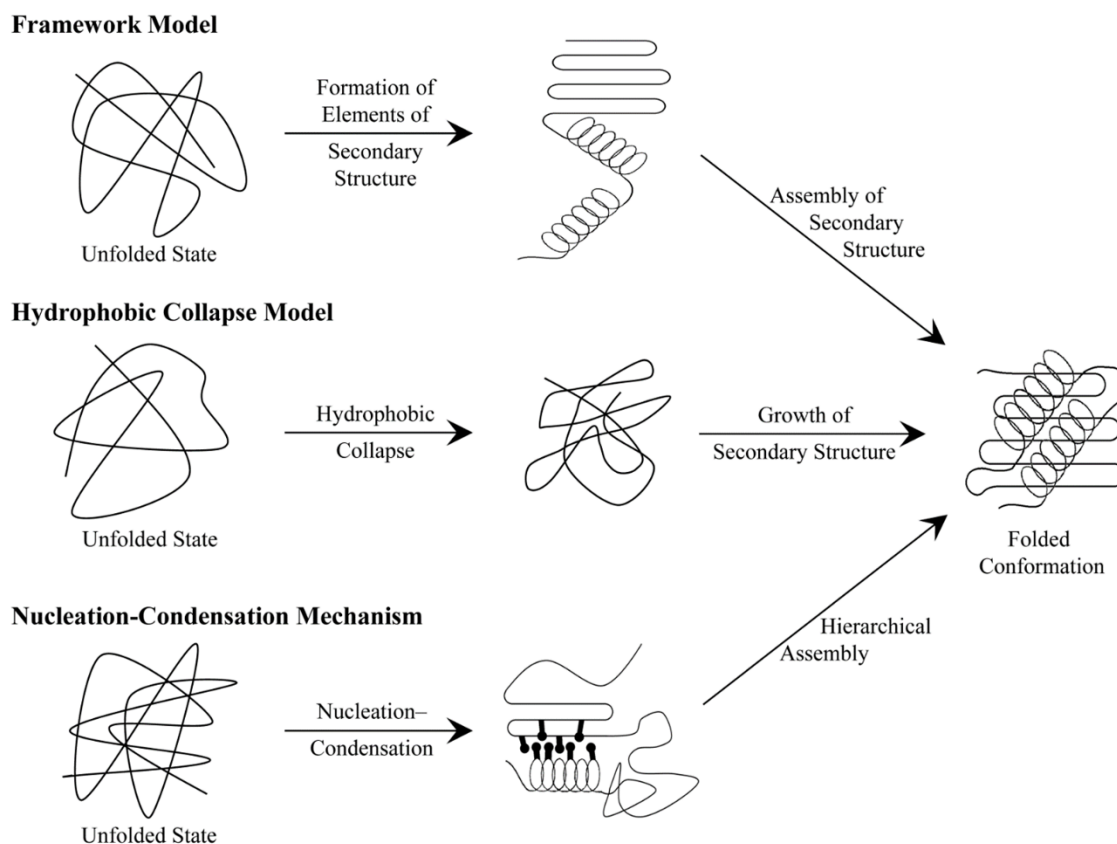 Framework Model
Formation of
Elements of
Secondary
Structure
Unfolded State
Assembly of
Secondary
Structure
Hydrophobic Collapse Model
Hydrophobic
Collapse
Unfolded State
Growth of
Secondary Structure
Folded
Conformation
Nucleation-Condensation Mechanism
Nucleation–
Condensation
Unfolded State
Hierarchical
Assembly